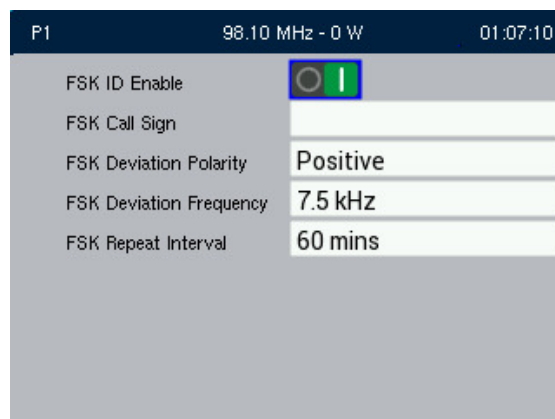 P1 98.10 MHz - 0 W 01:07:10
FSK ID Enable
FSK Call Sign
FSK Deviation Polarity Positive
FSK Deviation Frequency 7.5 kHz
FSK Repeat Interval 60 mins